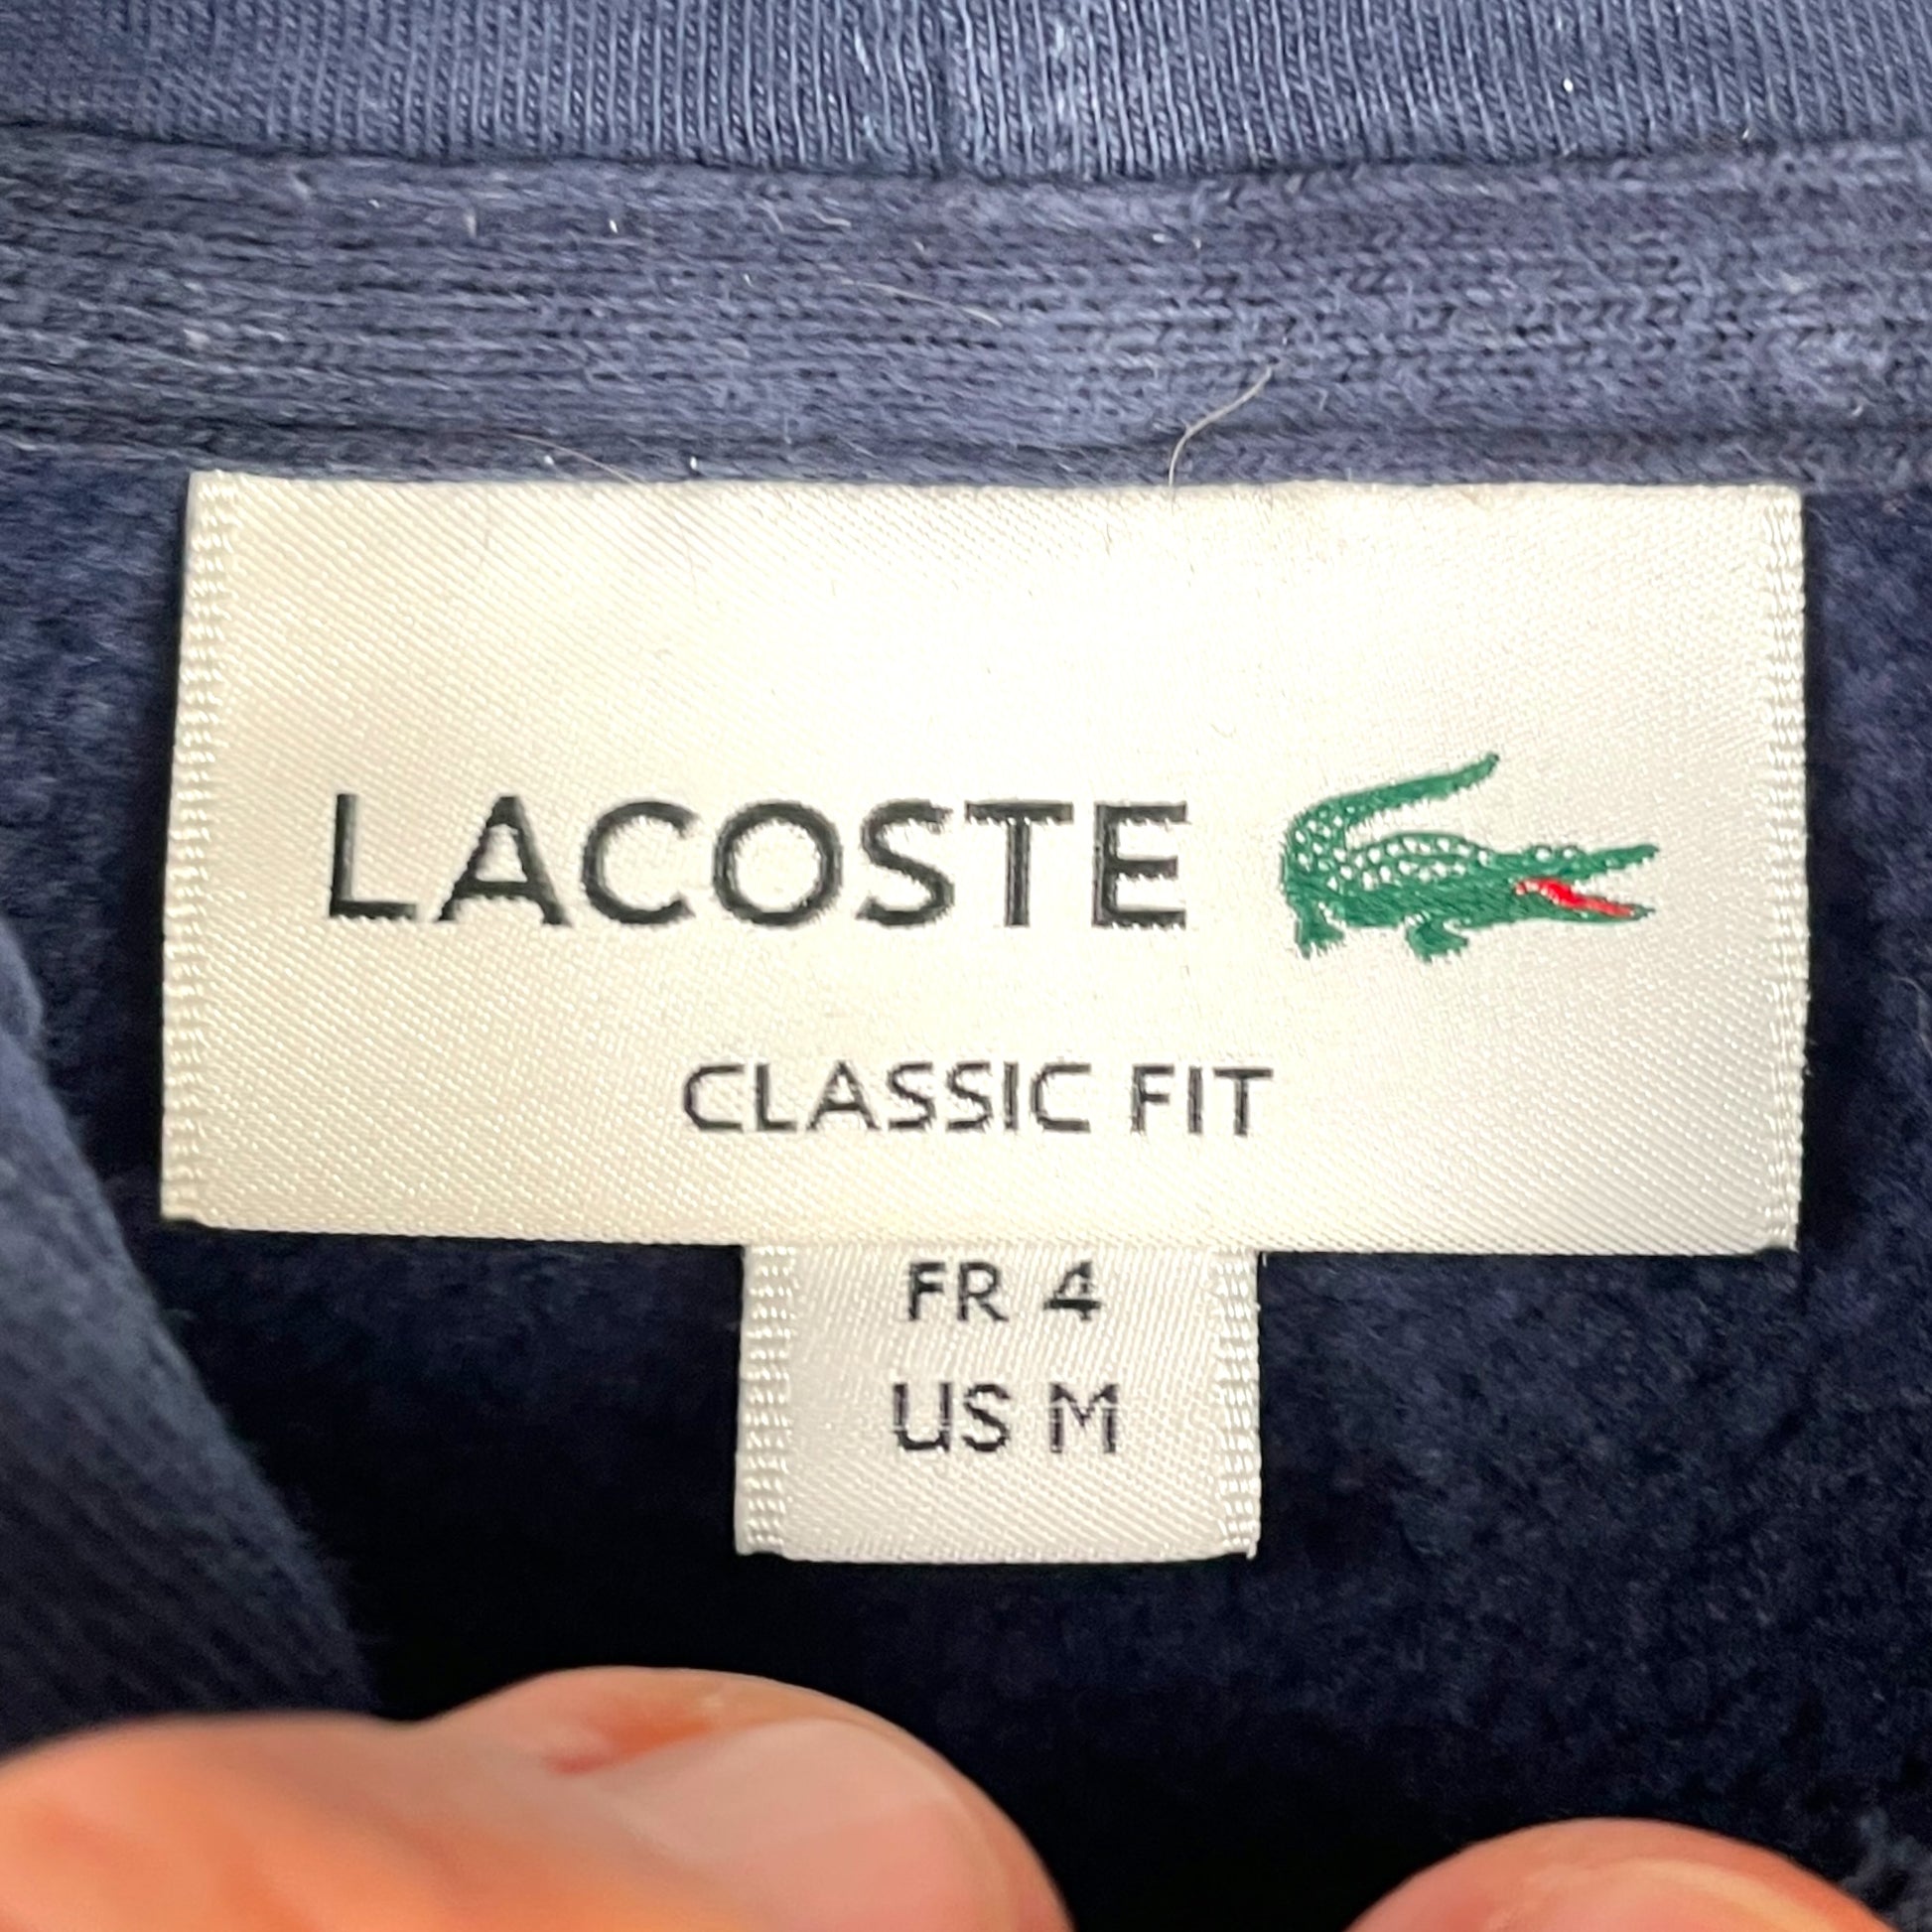 LACOSTE
CLASSIC FIT
FR 4
US M